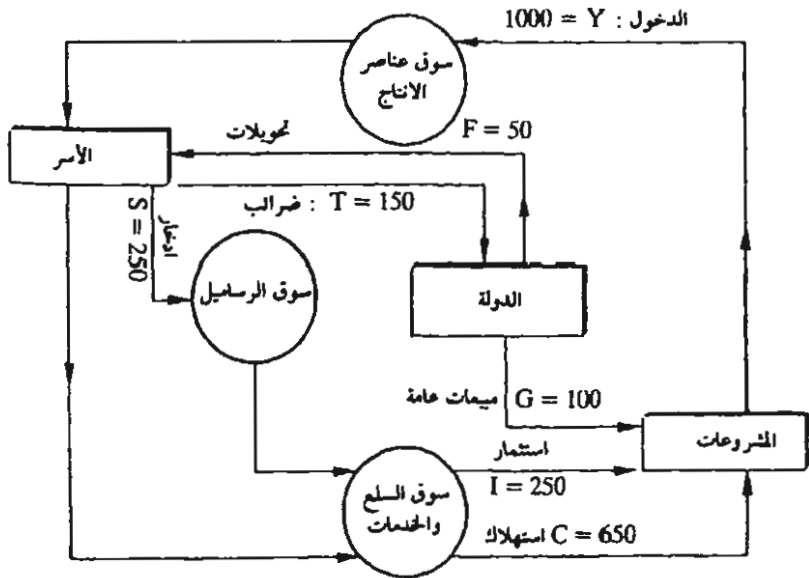 الدخول : Y = 1000
سوق عناصر
الانتاج
F = 50
تحويلات
الأسر
ضرائب : T = 150
ادخار
S = 250
سوق الرساميل
الدولة
مبيعات عامة G = 100
المشروعات
استثمار
I = 250
سوق السلع
والخدمات
استهلاك C = 650